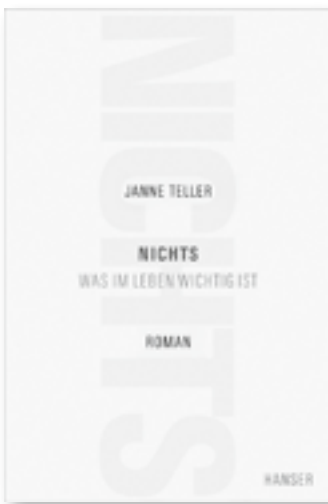 NICHTS
JANNE TELLER
NICHTS
WAS IM LEBEN WICHTIG IST
ROMAN
HANSER